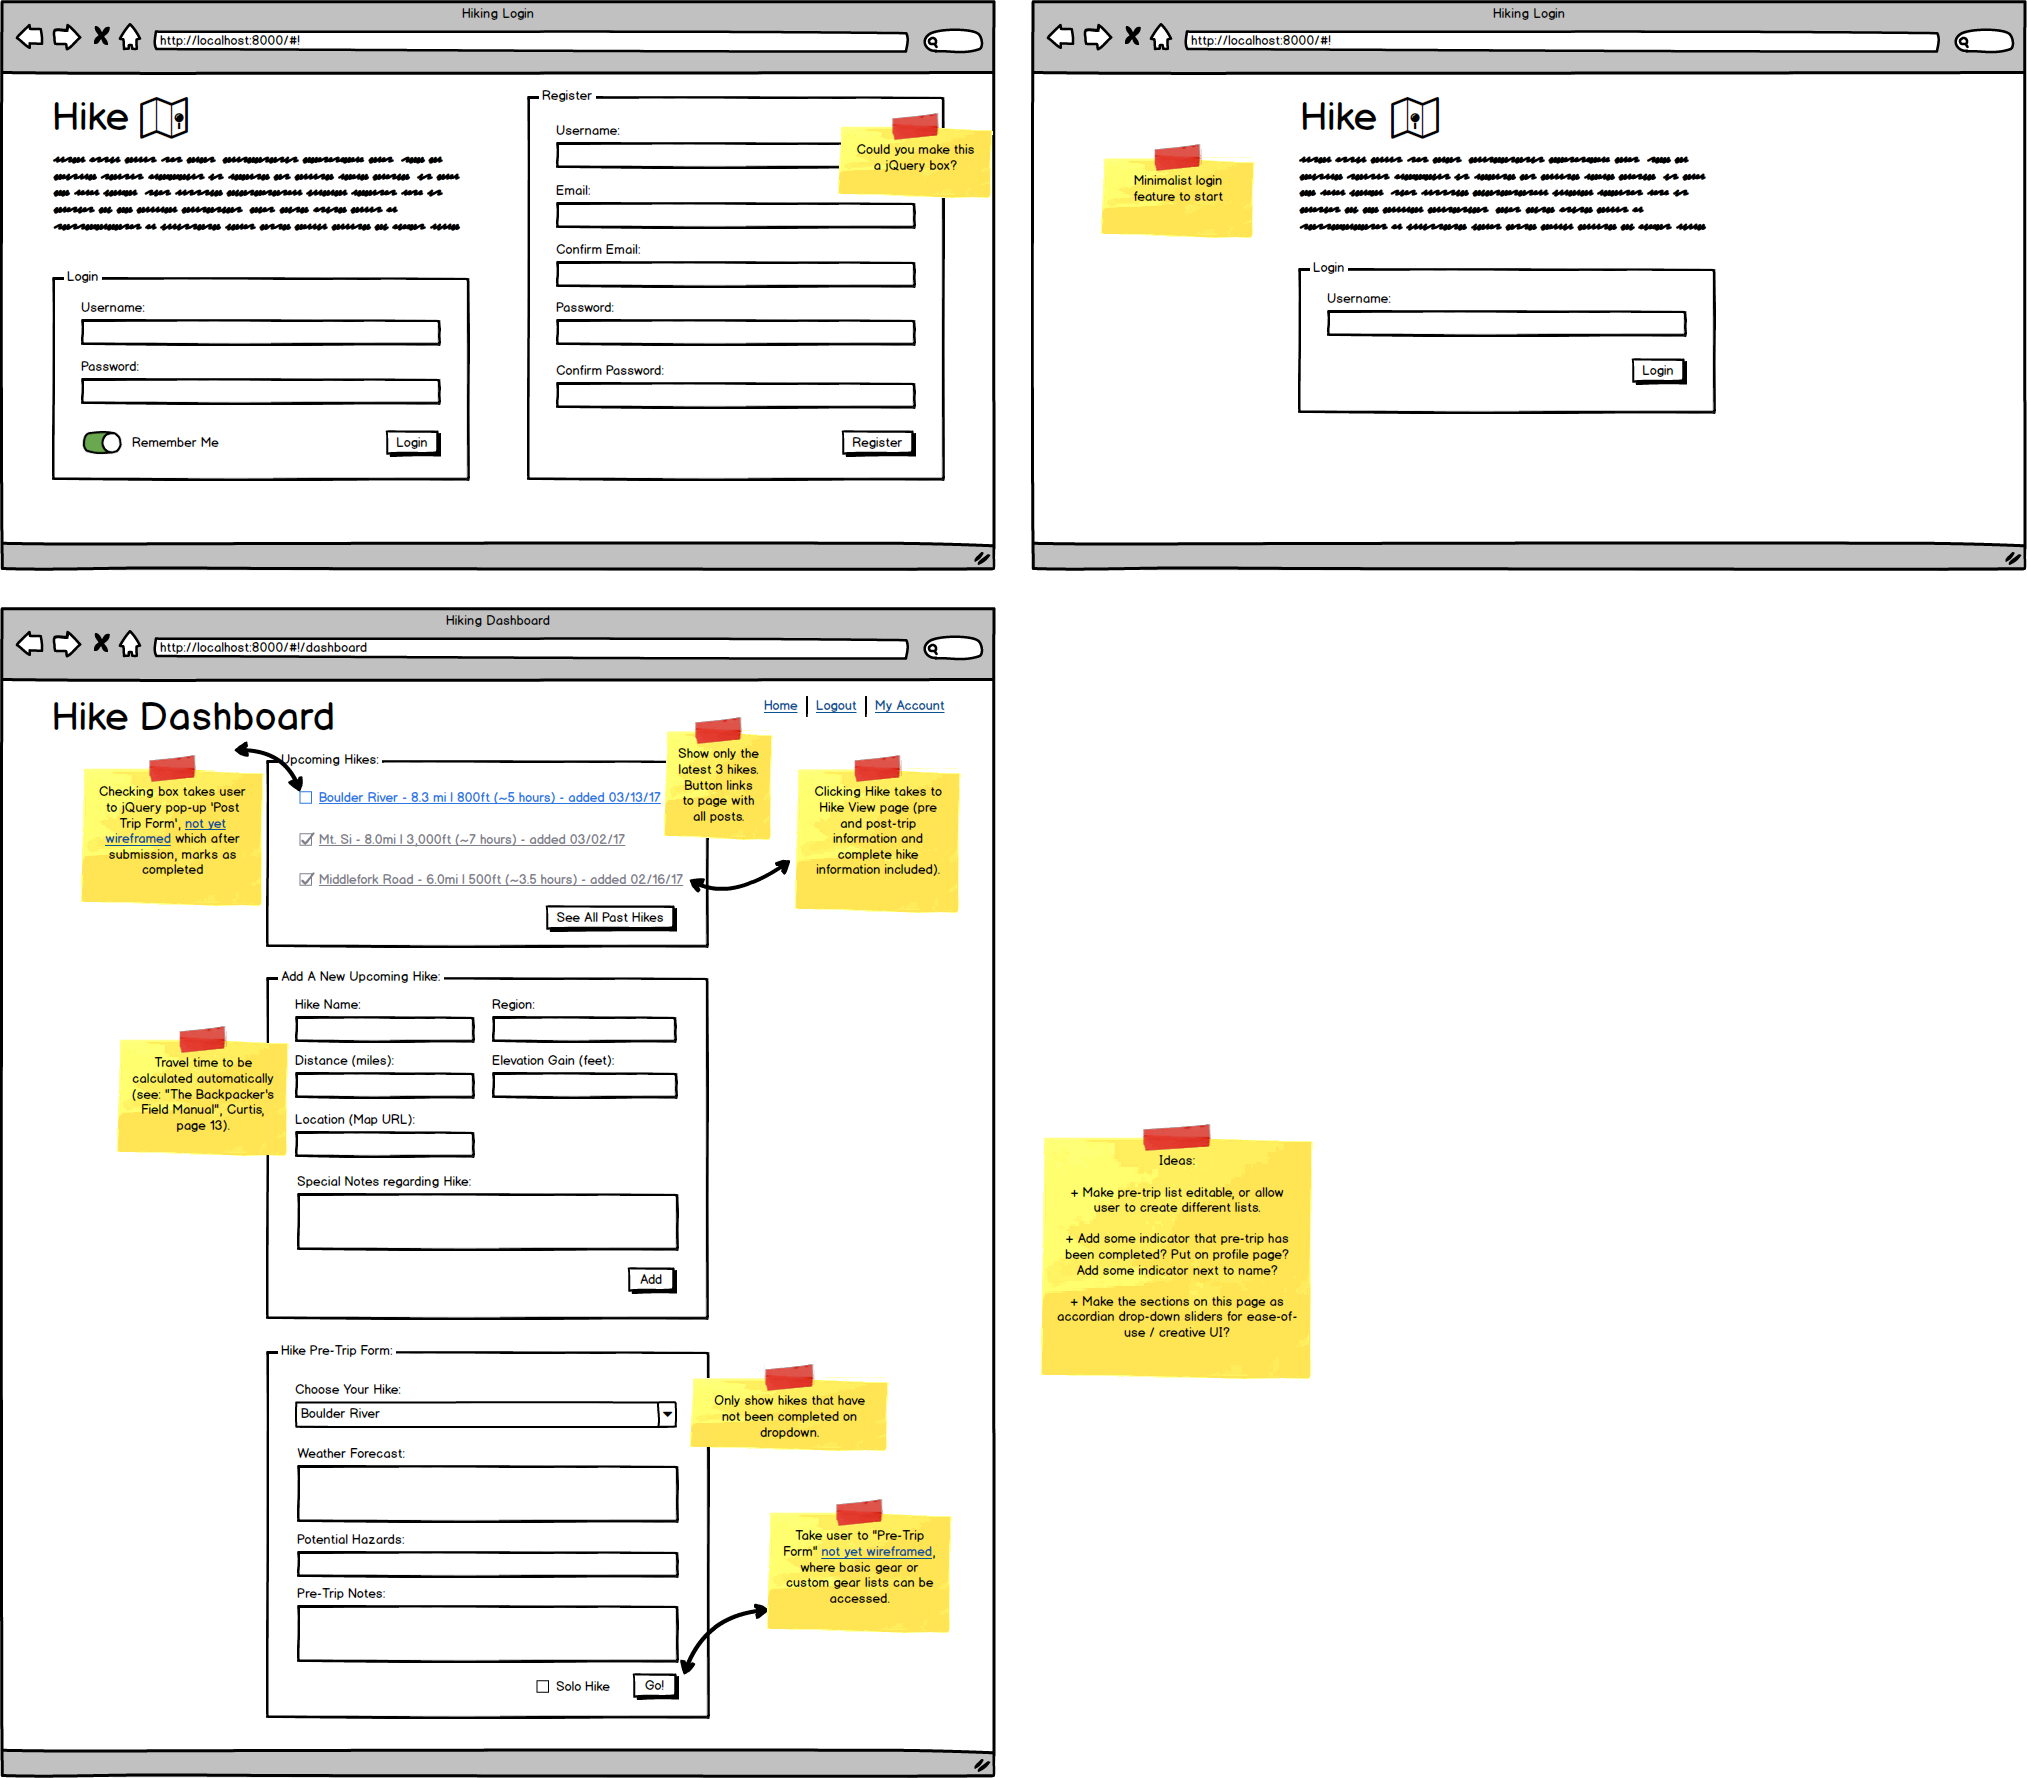 Hiking Login
http://localhost:8000/#!
Hike
Register
Username:
Could you make this
a jQuery box?
Email:
Confirm Email:
Password:
Confirm Password:
Register
Login
Username:
Password:
Remember Me
Login
Hiking Login
http://localhost:8000/#!
Hike
Minimalist login
feature to start
Login
Username:
Login
Hiking Dashboard
http://localhost:8000/#!/dashboard
Hike Dashboard
Home
Logout
My Account
Upcoming Hikes:
Boulder River - 8.3 mi | 800ft (~5 hours) - added 03/13/17
Mt. Si - 8.0mi | 3,000ft (~7 hours) - added 03/02/17
Middlefork Road - 6.0mi | 500ft (~3.5 hours) - added 02/16/17
See All Past Hikes
Checking box takes user
to jQuery pop-up 'Post
Trip Form', not yet
wireframed which after
submission, marks as
completed
Show only the
latest 3 hikes.
Button links
to page with
all posts.
Clicking Hike takes to
Hike View page (pre
and post-trip
information and
complete hike
information included).
Add A New Upcoming Hike:
Hike Name:
Region:
Distance (miles):
Elevation Gain (feet):
Location (Map URL):
Special Notes regarding Hike:
Add
Travel time to be
calculated automatically
(see: "The Backpacker's
Field Manual", Curtis,
page 13).
Ideas:
+ Make pre-trip list editable, or allow
user to create different lists.
+ Add some indicator that pre-trip has
been completed? Put on profile page?
Add some indicator next to name?
+ Make the sections on this page as
accordian drop-down sliders for ease-of-
use / creative UI?
Hike Pre-Trip Form:
Choose Your Hike:
Boulder River
Weather Forecast:
Potential Hazards:
Pre-Trip Notes:
Solo Hike
Go!
Only show hikes that have
not been completed on
dropdown.
Take user to "Pre-Trip
Form" not yet wireframed,
where basic gear or
custom gear lists can be
accessed.